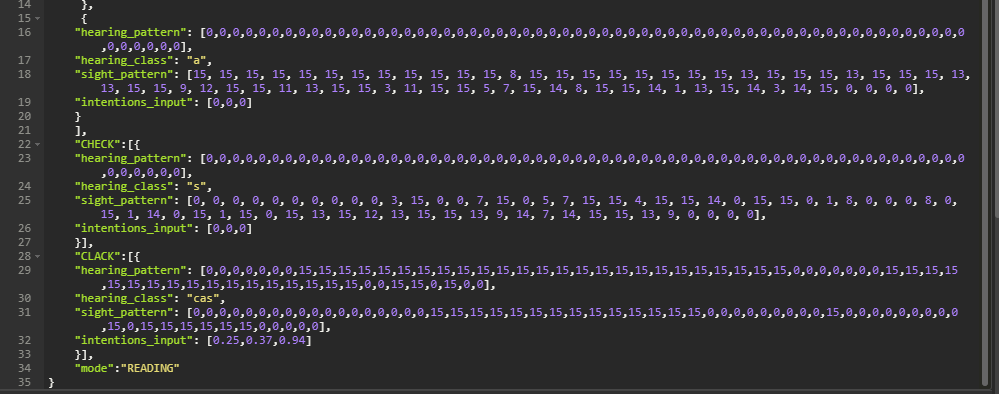 14 },
15 {
16 "hearing_pattern": [0,0,0,0,0,0,0,0,0,0,0,0,0,0,0,0,0,0,0,0,0,0,0,0,0,0,0,0,0,0,0,0,0,0,0,0,0,0,0,0,0,0,0,0,0,0,0,0,0,0,0,0,0,0,0,0,0,0
,0,0,0,0,0,0],
17 "hearing_class": "a",
18 "sight_pattern": [15, 15, 15, 15, 15, 15, 15, 15, 15, 15, 15, 15, 8, 15, 15, 15, 15, 15, 15, 15, 15, 13, 15, 15, 15, 13, 15, 15, 15, 13,
13, 15, 15, 9, 12, 15, 15, 11, 13, 15, 15, 3, 11, 15, 15, 5, 7, 15, 14, 8, 15, 15, 14, 1, 13, 15, 14, 3, 14, 15, 0, 0, 0, 0],
19 "intentions_input": [0,0,0]
20 }
21 ],
22 "CHECK":[{
23 "hearing_pattern": [0,0,0,0,0,0,0,0,0,0,0,0,0,0,0,0,0,0,0,0,0,0,0,0,0,0,0,0,0,0,0,0,0,0,0,0,0,0,0,0,0,0,0,0,0,0,0,0,0,0,0,0,0,0,0,0,0,0
,0,0,0,0,0,0],
24 "hearing_class": "s",
25 "sight_pattern": [0, 0, 0, 0, 0, 0, 0, 0, 0, 0, 3, 15, 0, 0, 7, 15, 0, 5, 7, 15, 15, 4, 15, 15, 14, 0, 15, 15, 0, 1, 8, 0, 0, 0, 8, 0,
15, 1, 14, 0, 15, 1, 15, 0, 15, 13, 15, 12, 13, 15, 15, 13, 9, 14, 7, 14, 15, 15, 13, 9, 0, 0, 0, 0],
26 "intentions_input": [0,0,0]
27 }],
28 "CLACK":[{
29 "hearing_pattern": [0,0,0,0,0,0,0,15,15,15,15,15,15,15,15,15,15,15,15,15,15,15,15,15,15,15,15,15,15,15,15,15,0,0,0,0,0,0,0,15,15,15,15
,15,15,15,15,15,15,15,15,15,15,15,15,15,0,0,15,15,0,15,0,0],
30 "hearing_class": "cas",
31 "sight_pattern": [0,0,0,0,0,0,0,0,0,0,0,0,0,0,0,0,0,0,15,15,15,15,15,15,15,15,15,15,15,15,15,15,0,0,0,0,0,0,0,0,0,15,0,0,0,0,0,0,0,0,0
,15,0,15,15,15,15,15,15,0,0,0,0,0],
32 "intentions_input": [0.25,0.37,0.94]
33 }],
34 "mode":"READING"
35 }